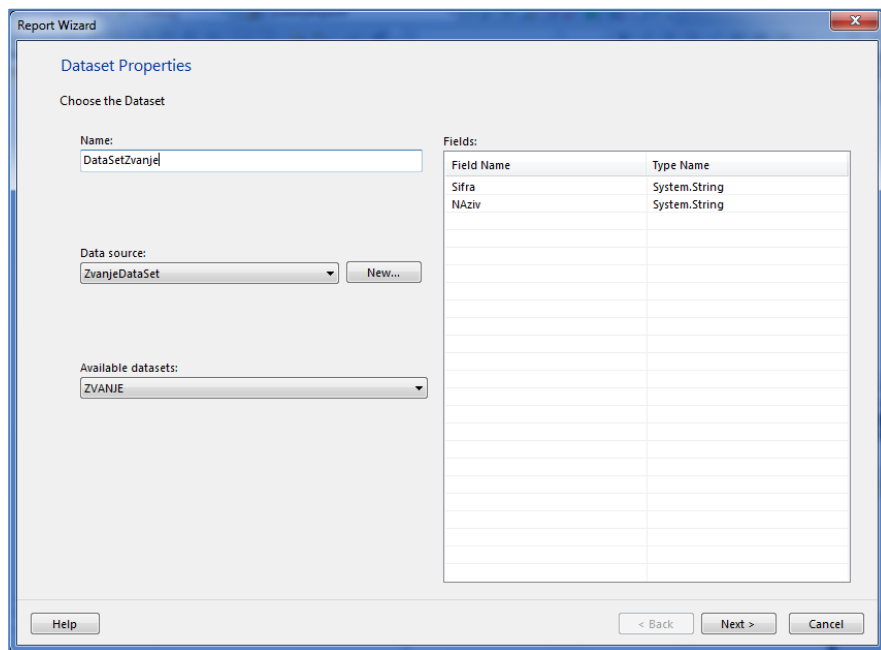 Report Wizard
Dataset Properties
Choose the Dataset
Name:
DataSetZvanje
Data source:
ZvanjeDataSet
New...
Available datasets:
ZVANJE
Fields:
Field Name Type Name
Sifra System.String
NAziv System.String
Help
< Back
Next >
Cancel